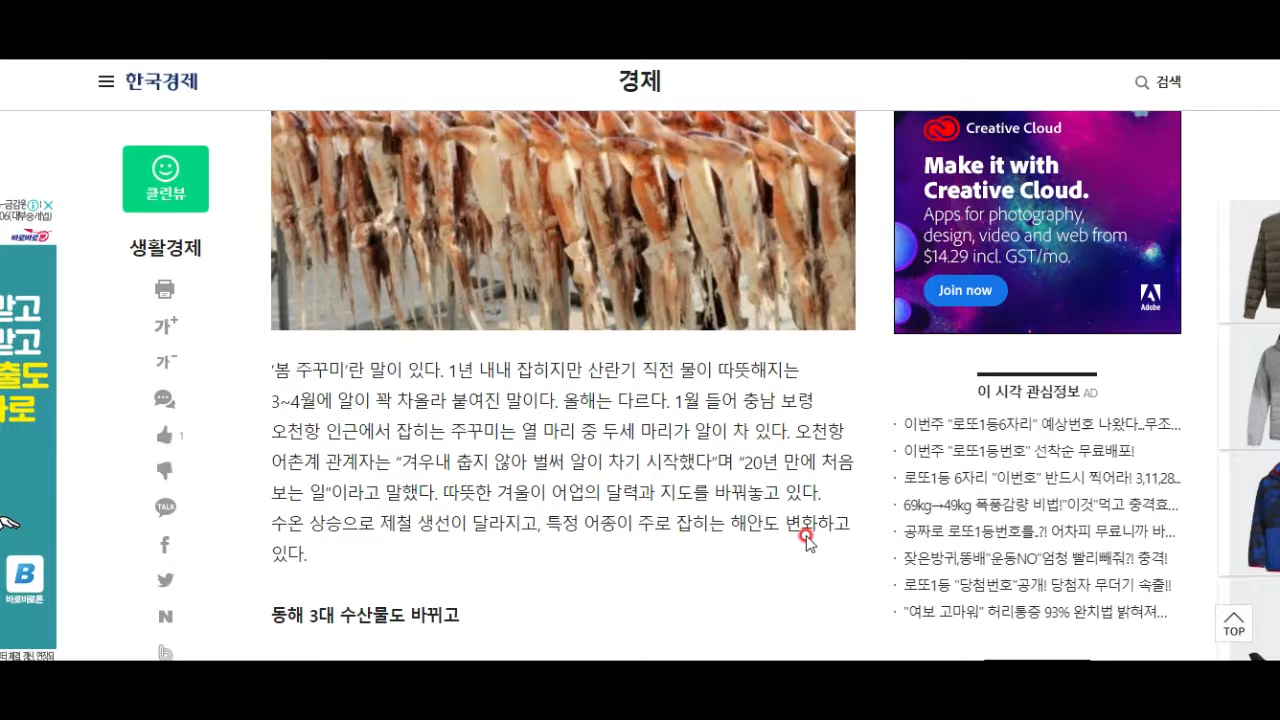 한국경제
경제
검색
클린뷰
생활경제
가+
가-
1
TALK
‘봄 주꾸미’란 말이 있다. 1년 내내 잡히지만 산란기 직전 물이 따뜻해지는
3~4월에 알이 꽉 차올라 붙여진 말이다. 올해는 다르다. 1월 들어 충남 보령
오천항 인근에서 잡히는 주꾸미는 열 마리 중 두세 마리가 알이 차 있다. 오천항
어촌계 관계자는 “겨우내 춥지 않아 벌써 알이 차기 시작했다”며 “20년 만에 처음
보는 일”이라고 말했다. 따뜻한 겨울이 어업의 달력과 지도를 바꿔놓고 있다.
수온 상승으로 제철 생선이 달라지고, 특정 어종이 주로 잡히는 해안도 변화하고
있다.
동해 3대 수산물도 바뀌고
Creative Cloud
Make it with
Creative Cloud.
Apps for photography,
design, video and web from
$14.29 incl. GST/mo.
Join now
Adobe
이 시각 관심정보 AD
· 이번주 "로또1등6자리" 예상번호 나왔다..무조...
· 이번주 "로또1등번호" 선착순 무료배포!
· 로또1등 6자리 "이번호" 반드시 찍어라! 3,11,28...
· 69kg→49kg 폭풍감량 비법!"이것"먹고 충격효...
· 공짜로 로또1등번호를..?! 어차피 무료니까 바...
· 잦은방귀,똥배"운동NO"엄청 빨리빼줘?! 충격!
· 로또1등 "당첨번호"공개! 당첨자 무더기 속출!!
· "여보 고마워" 허리통증 93% 완치법 밝혀져...
TOP
받고
받고
출도
로
바로바로론